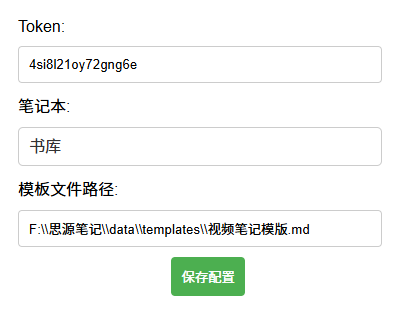 Token:
4si8l21oy72gng6e
笔记本:
书库
模板文件路径:
F:\\思源笔记\\data\\templates\\视频笔记模版.md
保存配置